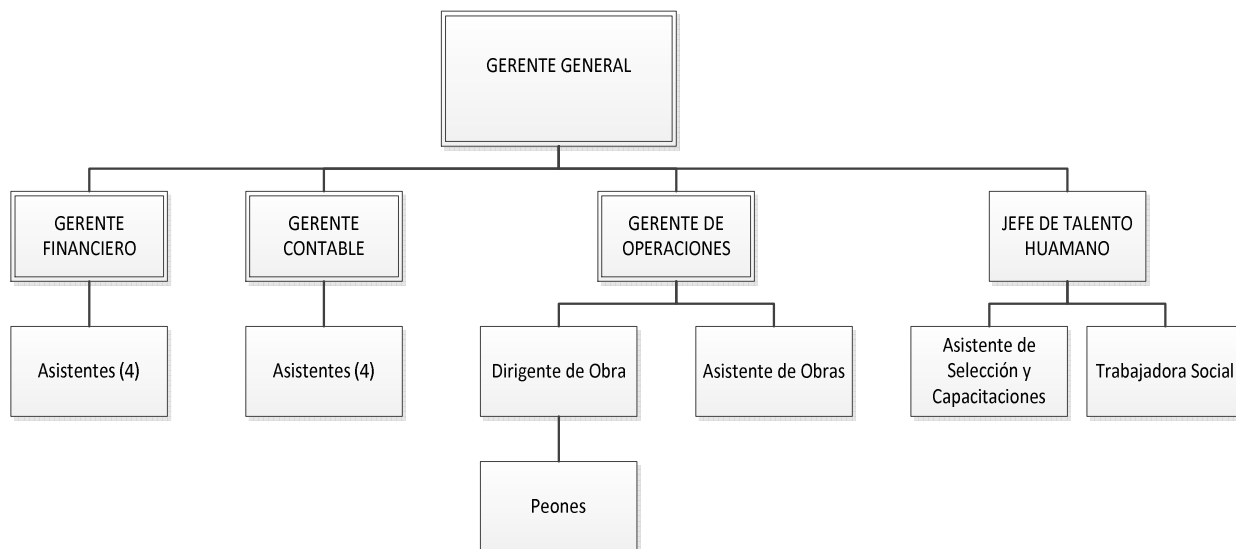 GERENTE GENERAL
GERENTE
FINANCIERO
GERENTE
CONTABLE
GERENTE DE
OPERACIONES
JEFE DE TALENTO
HUAMANO
Asistentes (4)
Asistentes (4)
Dirigente de Obra
Asistente de Obras
Asistente de
Selección y
Capacitaciones
Trabajadora Social
Peones